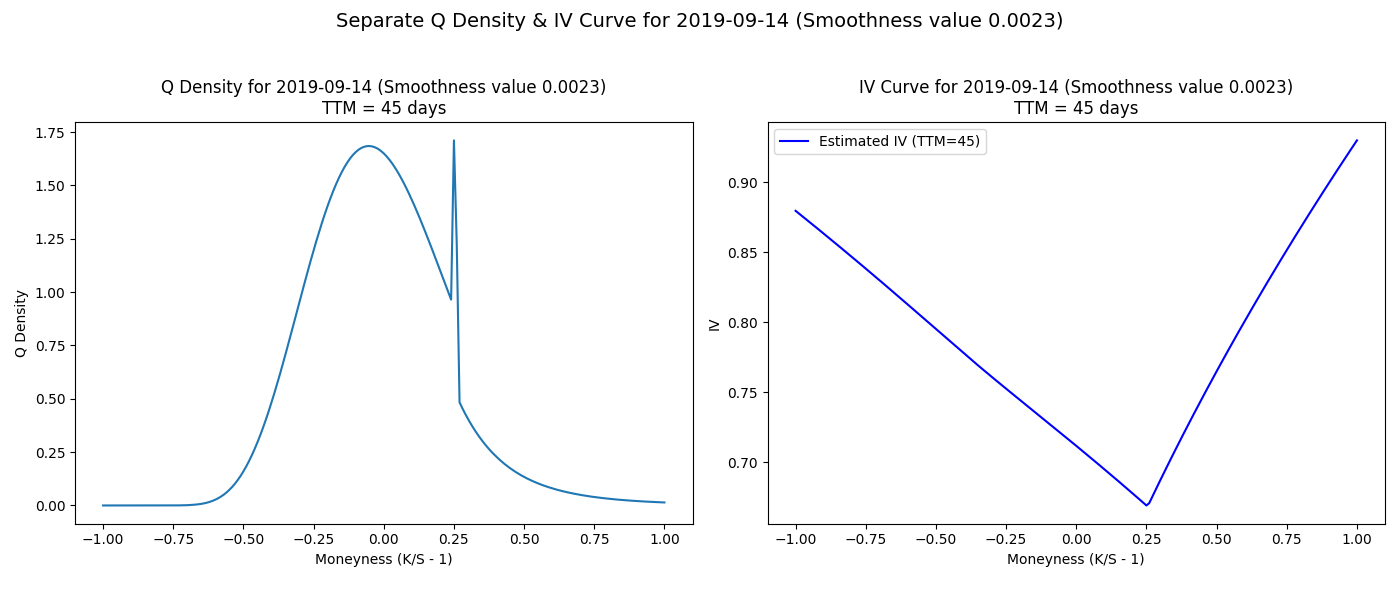 Separate Q Density & IV Curve for 2019-09-14 (Smoothness value 0.0023)
Q Density for 2019-09-14 (Smoothness value 0.0023)
TTM = 45 days
1.75
1.50
1.25
1.00
0.75
0.50
0.25
0.00
Q Density
−1.00 −0.75 −0.50 −0.25 0.00 0.25 0.50 0.75 1.00
Moneyness (K/S - 1)
IV Curve for 2019-09-14 (Smoothness value 0.0023)
TTM = 45 days
Estimated IV (TTM=45)
0.90
0.85
0.80
0.75
0.70
IV
−1.00 −0.75 −0.50 −0.25 0.00 0.25 0.50 0.75 1.00
Moneyness (K/S - 1)